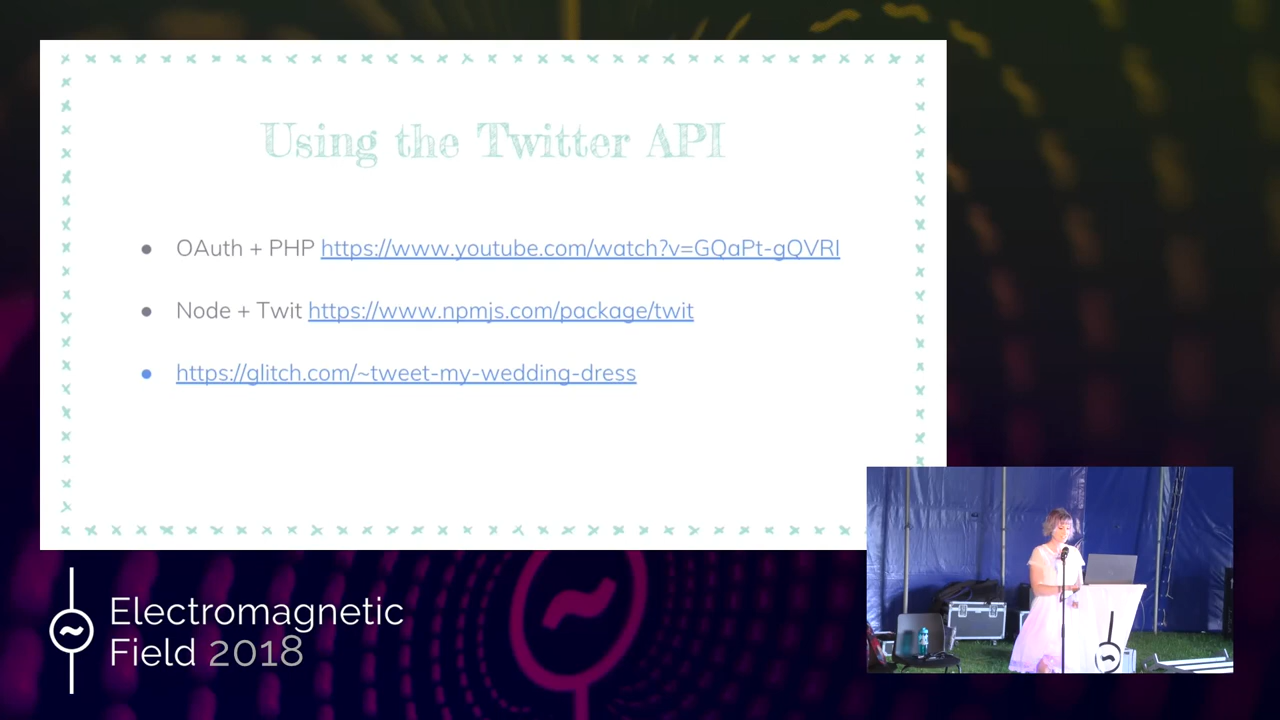 Using the Twitter API
OAuth + PHP https://www.youtube.com/watch?v=GQaPt-gQVRI
Node + Twit https://www.npmjs.com/package/twit
https://glitch.com/~tweet-my-wedding-dress
Electromagnetic
Field 2018